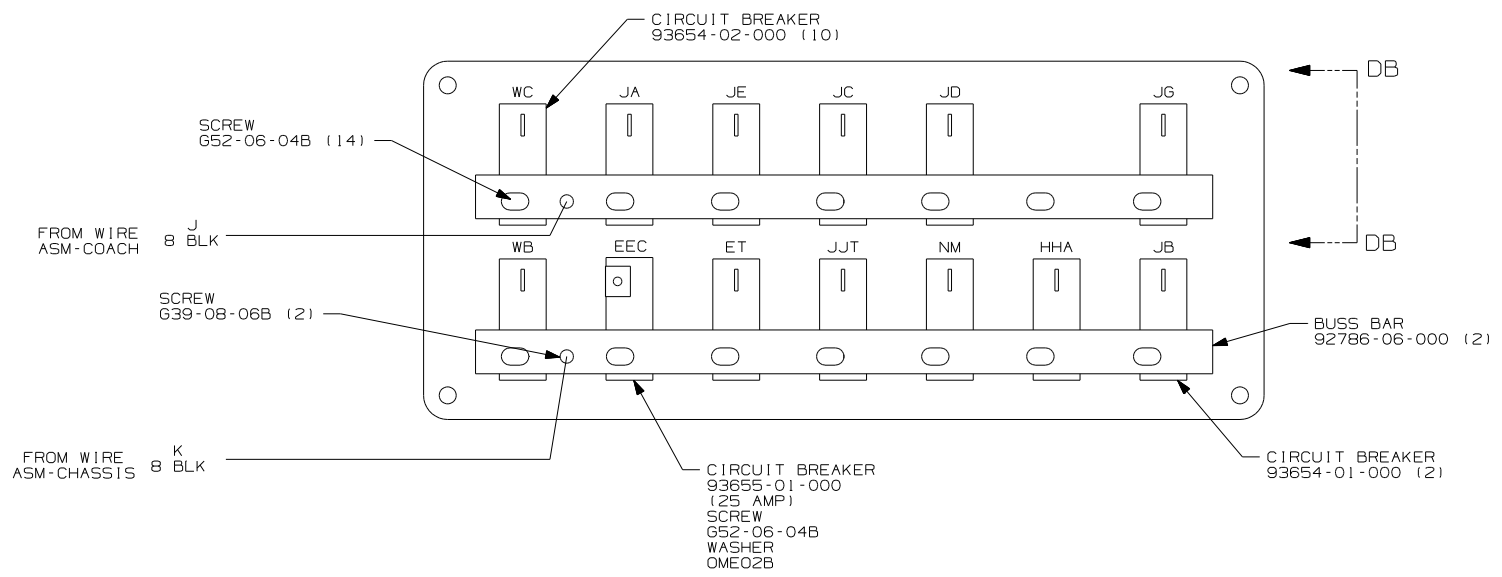 CIRCUIT BREAKER
93654-02-000 (10)
DB
WC
JA
JE
JC
JD
JG
SCREW
G52-06-04B (14)
J
FROM WIRE
ASM-COACH
8 BLK
DB
WB
EEC
ET
JJT
NM
HHA
JB
SCREW
G39-08-06B (2)
BUSS BAR
92786-06-000 (2)
K
FROM WIRE
ASM-CHASSIS
8 BLK
CIRCUIT BREAKER
93655-01-000
(25 AMP)
SCREW
G52-06-04B
WASHER
OME02B
CIRCUIT BREAKER
93654-01-000 (2)